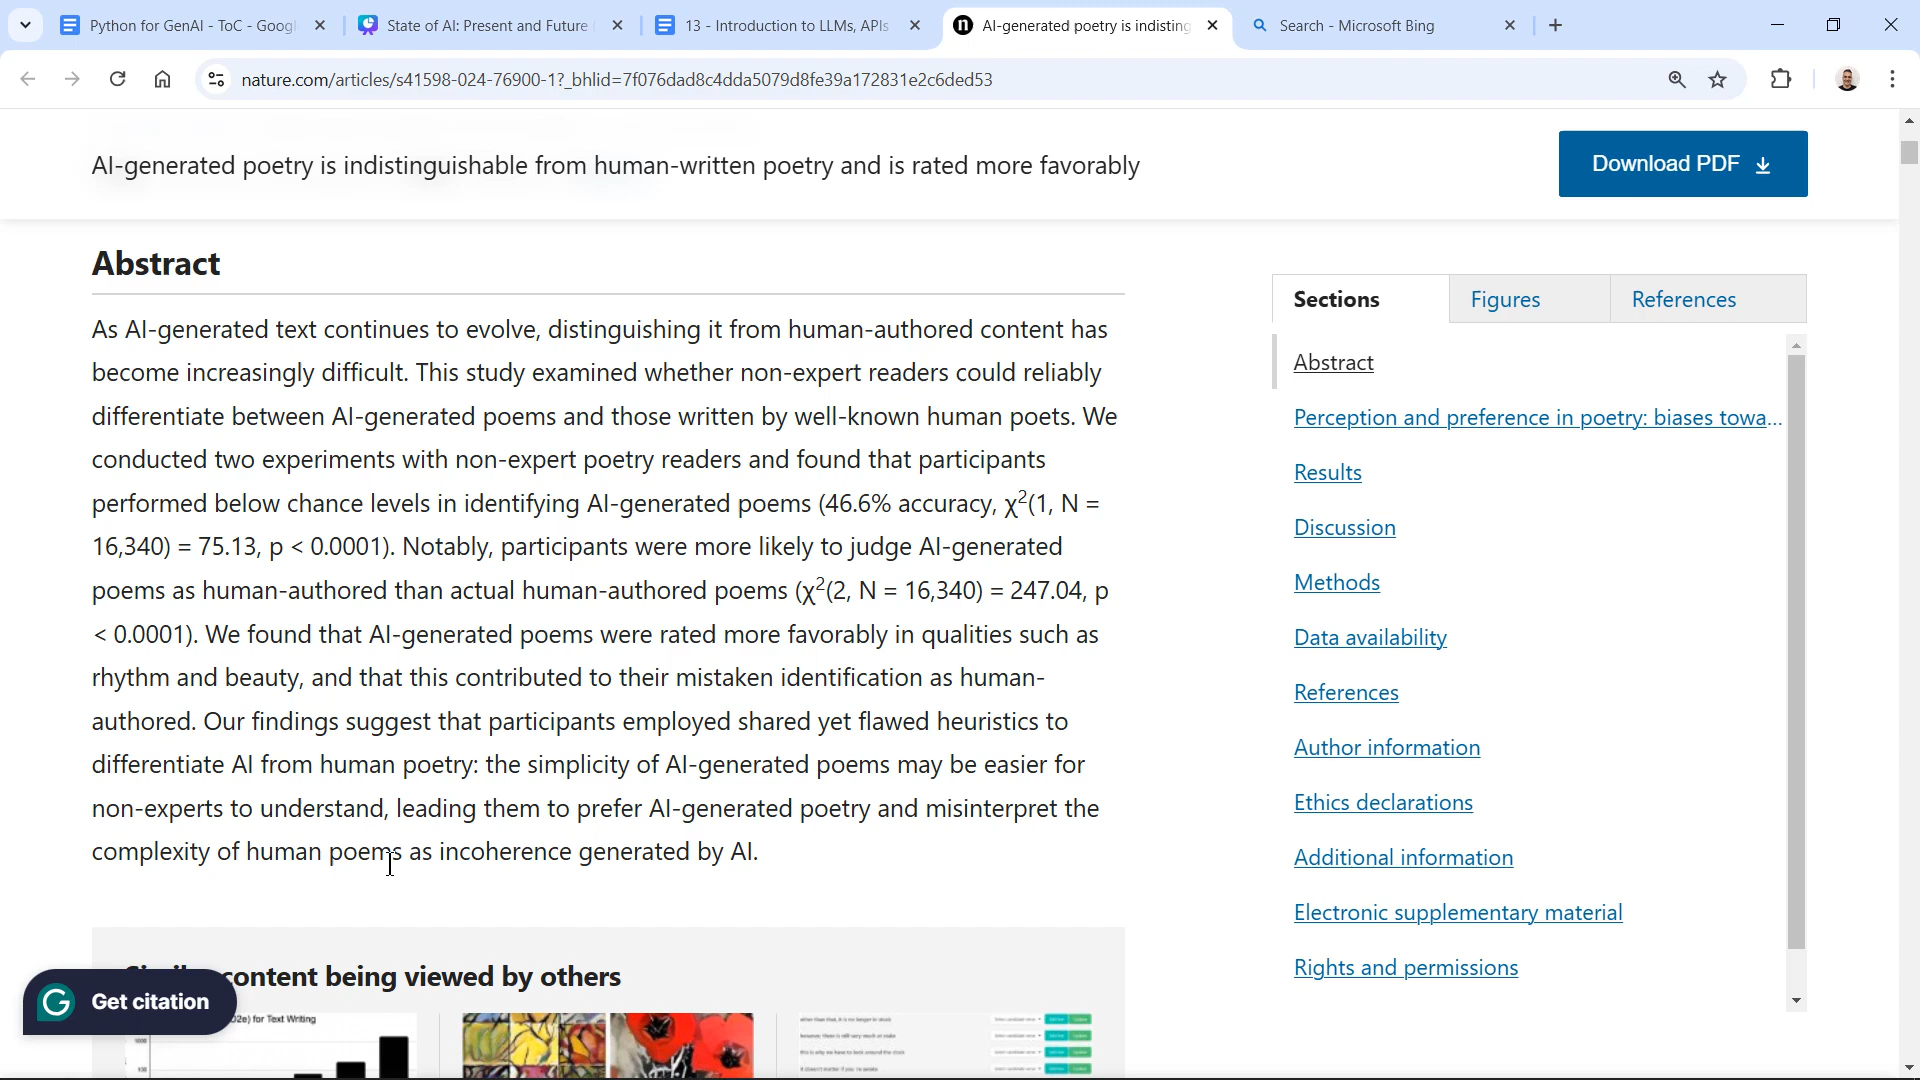 Python for GenAI - ToC - Googl
State of AI: Present and Future
13 - Introduction to LLMs, APIs
AI-generated poetry is indisting
Search - Microsoft Bing
nature.com/articles/s41598-024-76900-1?_bhlid=7f076dad8c4dda5079d8fe39a172831e2c6ded53
AI-generated poetry is indistinguishable from human-written poetry and is rated more favorably
Download PDF
Abstract
As AI-generated text continues to evolve, distinguishing it from human-authored content has
become increasingly difficult. This study examined whether non-expert readers could reliably
differentiate between AI-generated poems and those written by well-known human poets. We
conducted two experiments with non-expert poetry readers and found that participants
performed below chance levels in identifying AI-generated poems (46.6% accuracy, χ²(1, N =
16,340) = 75.13, p < 0.0001). Notably, participants were more likely to judge AI-generated
poems as human-authored than actual human-authored poems (χ²(2, N = 16,340) = 247.04, p
< 0.0001). We found that AI-generated poems were rated more favorably in qualities such as
rhythm and beauty, and that this contributed to their mistaken identification as human-
authored. Our findings suggest that participants employed shared yet flawed heuristics to
differentiate AI from human poetry: the simplicity of AI-generated poems may be easier for
non-experts to understand, leading them to prefer AI-generated poetry and misinterpret the
complexity of human poems as incoherence generated by AI.
content being viewed by others
Get citation
for Text Writing
Sections
Figures
References
Abstract
Perception and preference in poetry: biases towa...
Results
Discussion
Methods
Data availability
References
Author information
Ethics declarations
Additional information
Electronic supplementary material
Rights and permissions